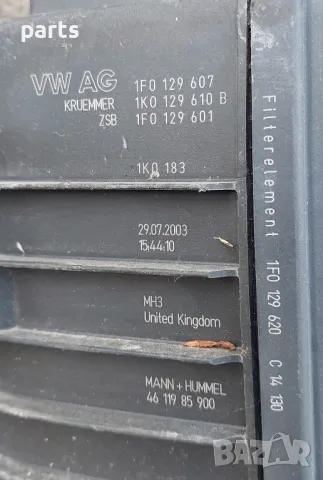 parts
VW AG 1F0 129 607
KRUEMMER 1K0 129 610 B
ZSB 1F0 129 601
1K0 183
29.07.2003
15:44:10
MH3
United Kingdom
MANN+HUMMEL
46 119 85 900
Filterelement 1F0 129 620 C 14 130
BAZAR
bg